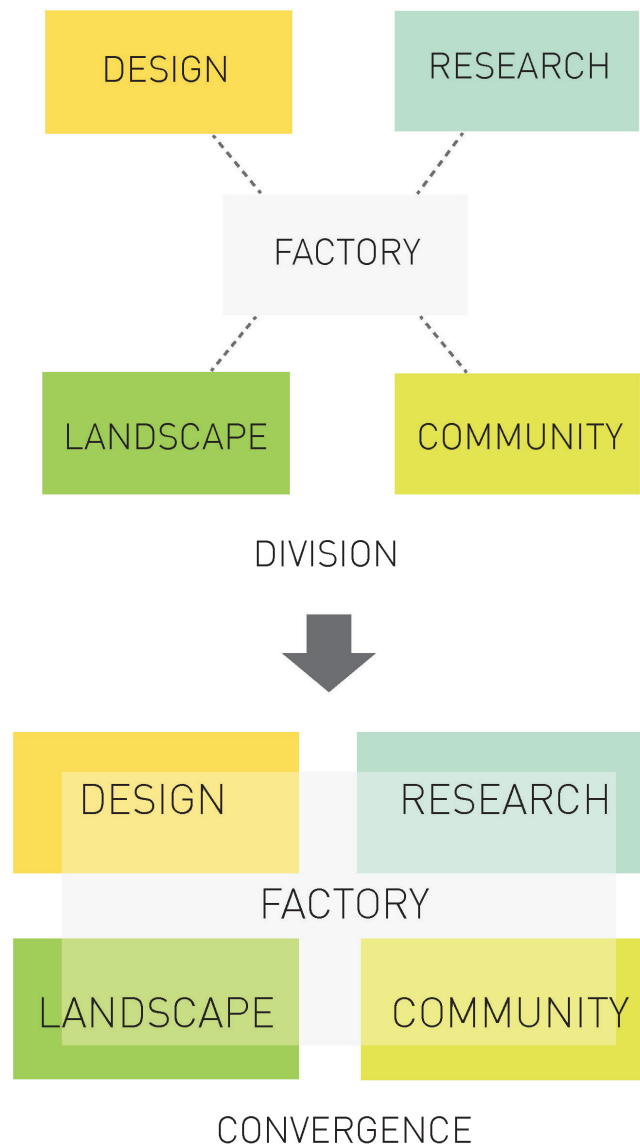 DESIGN
RESEARCH
FACTORY
LANDSCAPE
COMMUNITY
DIVISION
DESIGN
RESEARCH
FACTORY
LANDSCAPE
COMMUNITY
CONVERGENCE